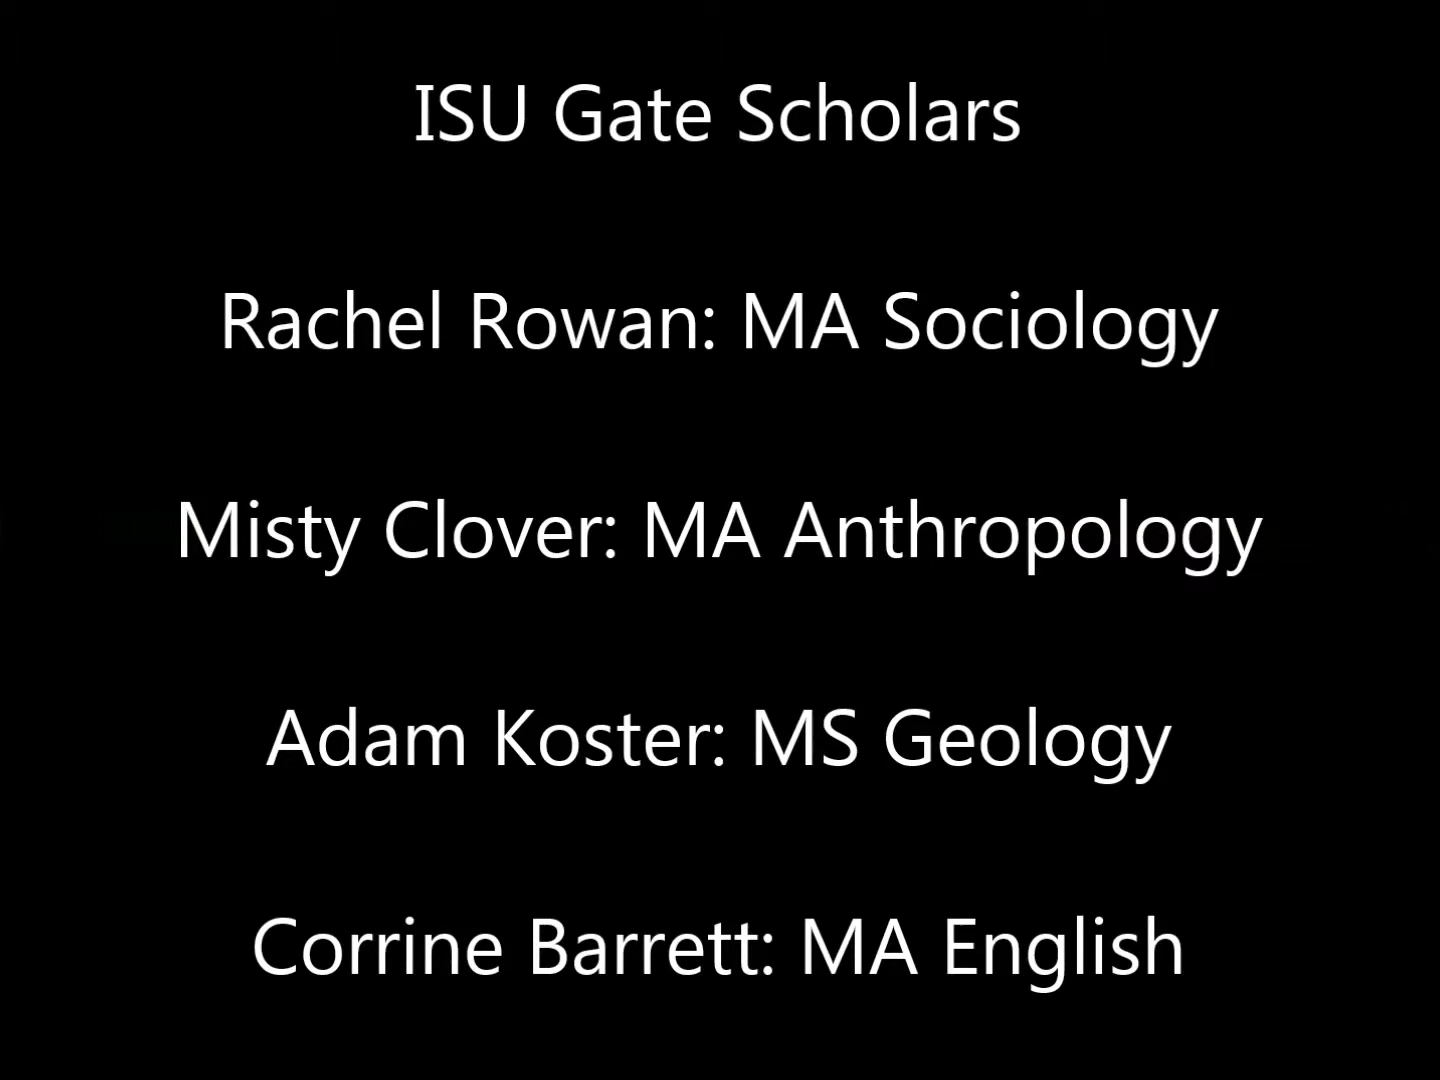 ISU Gate Scholars
Rachel Rowan: MA Sociology
Misty Clover: MA Anthropology
Adam Koster: MS Geology
Corrine Barrett: MA English